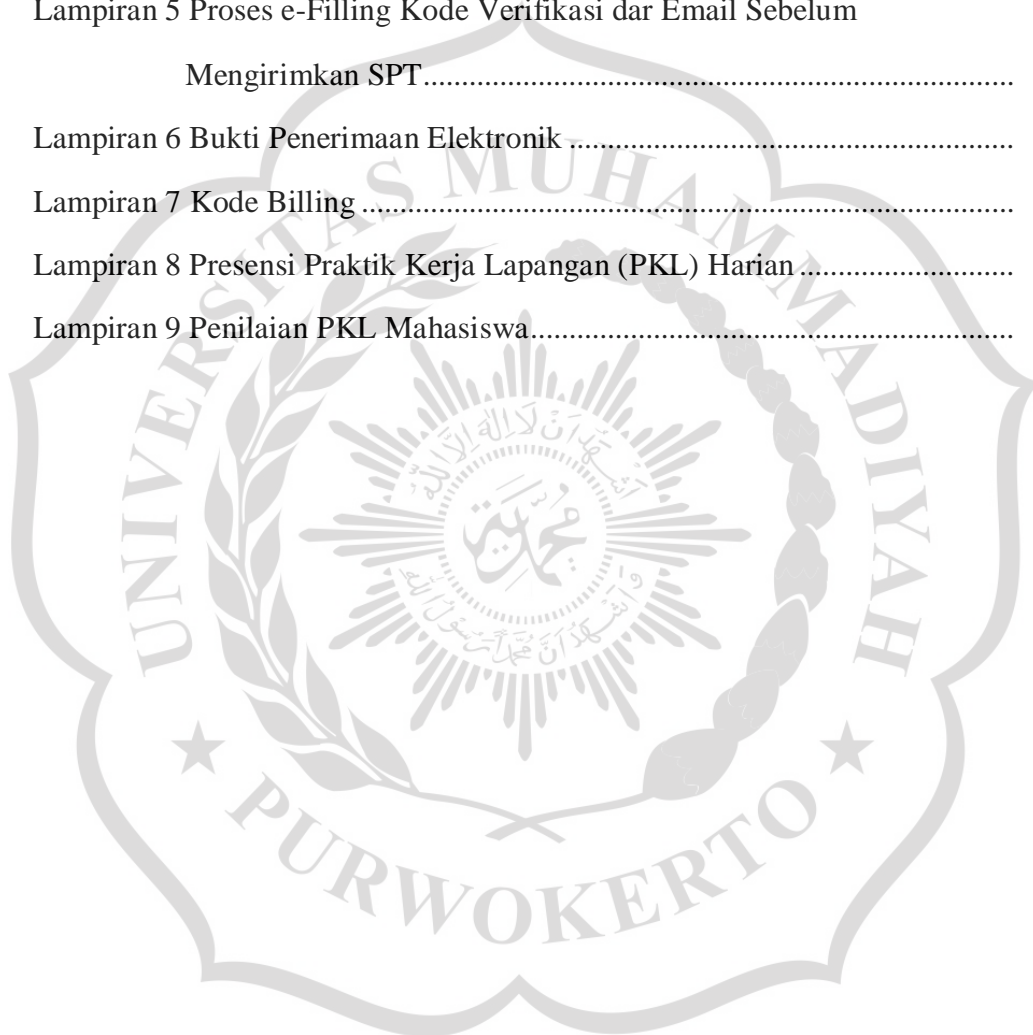 Lampiran 5 Proses e-Filling Kode Verifikasi dar Email Sebelum
Mengirimkan SPT..........................................................................
Lampiran 6 Bukti Penerimaan Elektronik ........................................................
Lampiran 7 Kode Billing ..................................................................................
Lampiran 8 Presensi Praktik Kerja Lapangan (PKL) Harian ...........................
Lampiran 9 Penilaian PKL Mahasiswa.............................................................
UNIVERSITAS MUHAMMADIYAH
PURWOKERTO